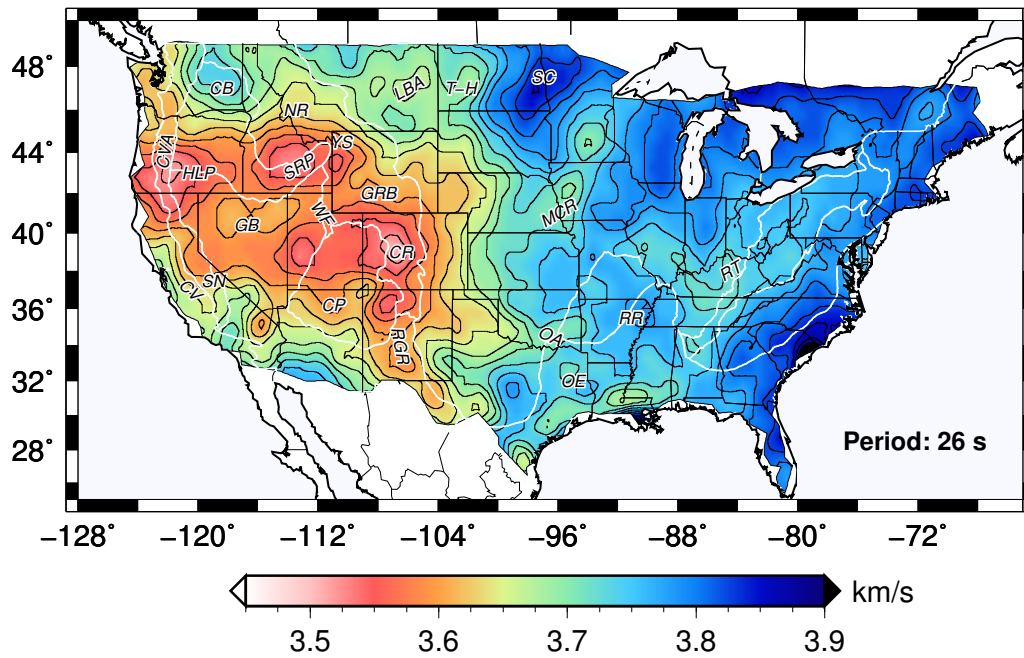 48°
44°
40°
36°
32°
28°
CB
LBA
T–H
SC
NR
CVA
YS
HLP
SRP
GRB
WF
GB
MCR
CR
RT
SN
CV
CP
RR
OA
RGR
OE
Period: 26 s
−128° −120° −112° −104° −96° −88° −80° −72°
km/s
3.5 3.6 3.7 3.8 3.9